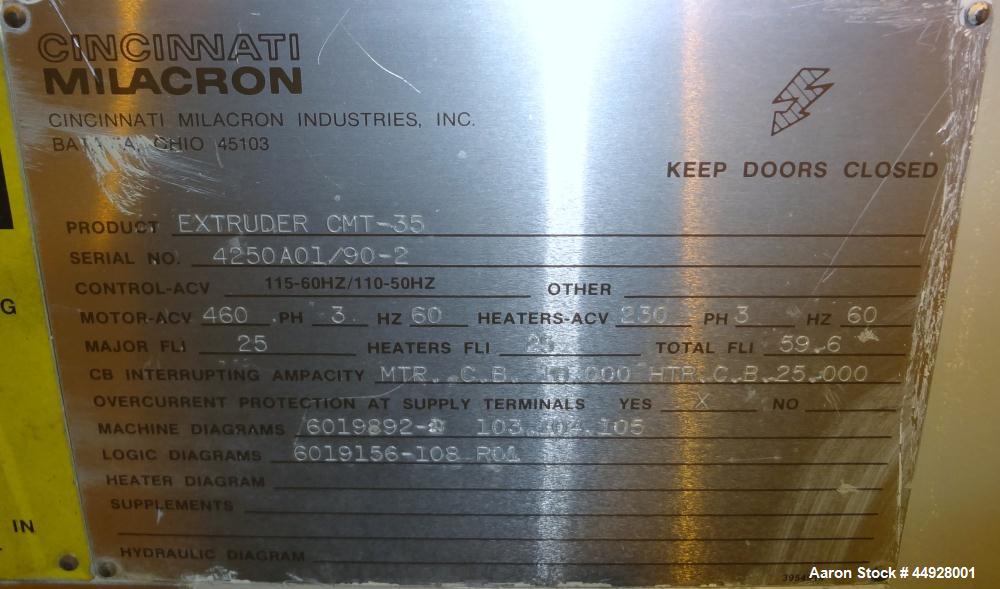 CINCINNATI
MILACRON
CINCINNATI MILACRON INDUSTRIES, INC.
OHIO 45103
KEEP DOORS CLOSED
PRODUCT EXTRUDER CMT-35
SERIAL NO. 4250A01/90-2
CONTROL-ACV 115-60HZ/110-50HZ OTHER
MOTOR-ACV 460 PH 3 HZ 60 HEATERS-ACV 230 PH 3 HZ 60
MAJOR FLI 25 HEATERS FLI TOTAL FLI 59.6
CB INTERRUPTING AMPACITY MTR. C.B. HTR.C.B.25.000
OVERCURRENT PROTECTION AT SUPPLY TERMINALS YES X NO
MACHINE DIAGRAMS 103.104.105
LOGIC DIAGRAMS 6019156-108
HEATER DIAGRAM
SUPPLEMENTS
HYDRAULIC DIAGRAM
G
IN
Aaron Stock # 44928001